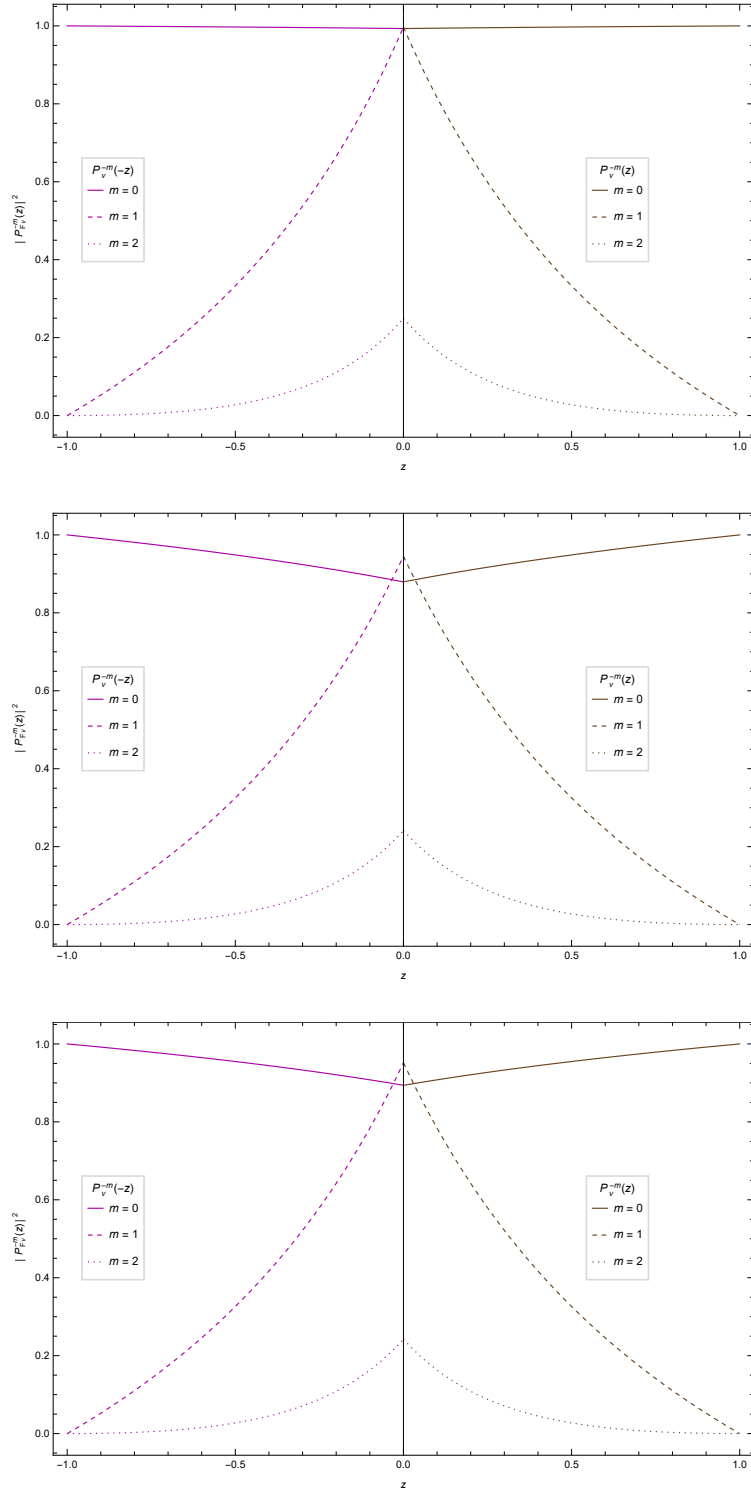 1.0
0.8
0.6
0.4
0.2
0.0
| P_{Fν}^{-m}(z)| ²
P_ν^{-m}(-z)
m = 0
m = 1
m = 2
P_ν^{-m}(z)
m = 0
m = 1
m = 2
-1.0 -0.5 0.0 0.5 1.0
z
1.0
0.8
0.6
0.4
0.2
0.0
| P_{Fν}^{-m}(z)| ²
P_ν^{-m}(-z)
m = 0
m = 1
m = 2
P_ν^{-m}(z)
m = 0
m = 1
m = 2
-1.0 -0.5 0.0 0.5 1.0
z
1.0
0.8
0.6
0.4
0.2
0.0
| P_{Fν}^{-m}(z)| ²
P_ν^{-m}(-z)
m = 0
m = 1
m = 2
P_ν^{-m}(z)
m = 0
m = 1
m = 2
-1.0 -0.5 0.0 0.5 1.0
z